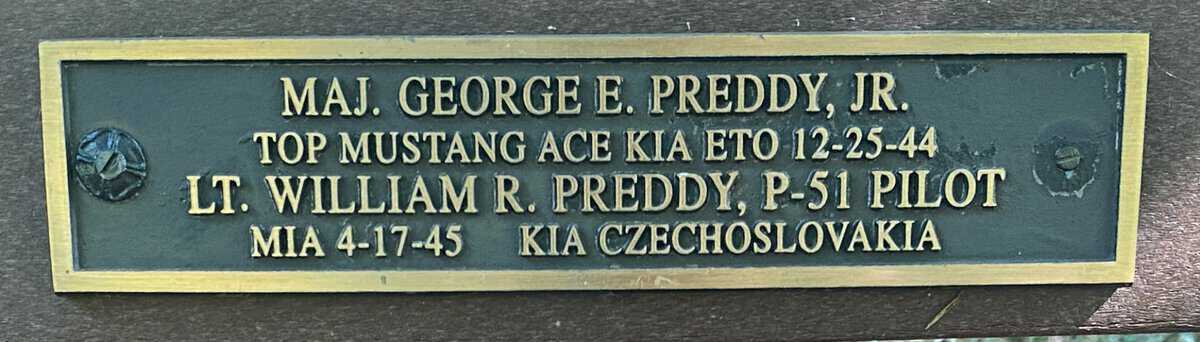 MAJ. GEORGE E. PREDDY, JR.
TOP MUSTANG ACE KIA ETO 12-25-44
LT. WILLIAM R. PREDDY, P-51 PILOT
MIA 4-17-45 KIA CZECHOSLOVAKIA